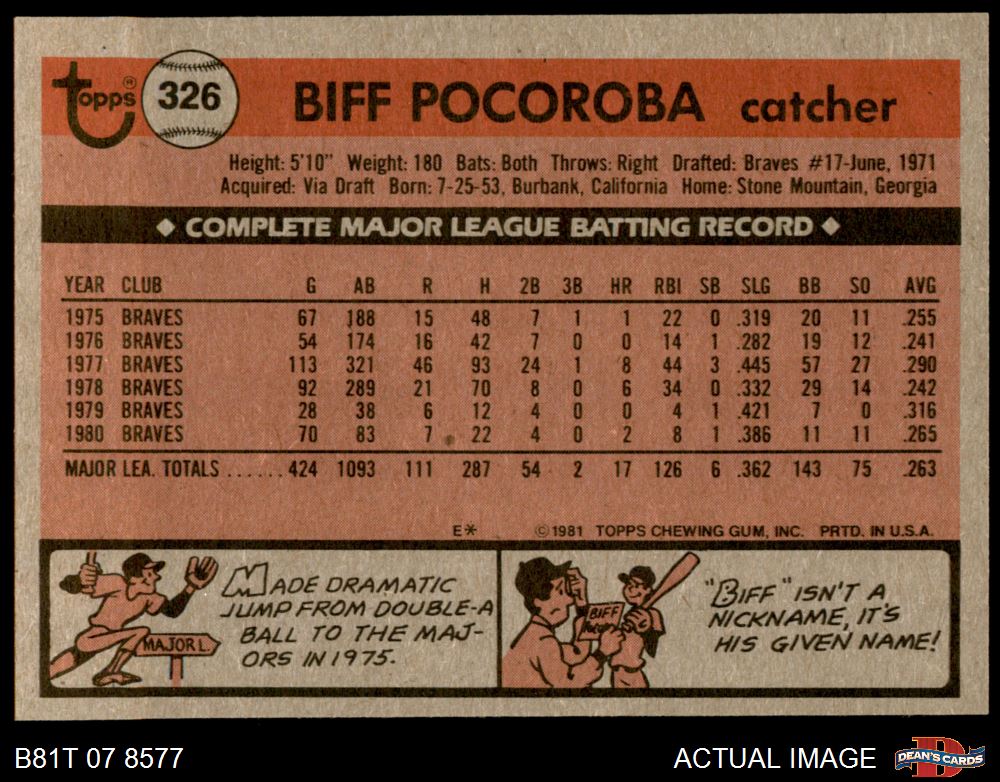 Topps® 326 BIFF POCOROBA catcher
Height: 5'10" Weight: 180 Bats: Both Throws: Right Drafted: Braves #17-June, 1971
Acquired: Via Draft Born: 7-25-53, Burbank, California Home: Stone Mountain, Georgia
◆ COMPLETE MAJOR LEAGUE BATTING RECORD ◆
YEAR CLUB G AB R H 2B 3B HR RBI SB SLG BB SO AVG
1975 BRAVES 67 188 15 48 7 1 1 22 0 .319 20 11 .255
1976 BRAVES 54 174 16 42 7 0 0 14 1 .282 19 12 .241
1977 BRAVES 113 321 46 93 24 1 8 44 3 .445 57 27 .290
1978 BRAVES 92 289 21 70 8 0 6 34 0 .332 29 14 .242
1979 BRAVES 28 38 6 12 4 0 0 4 1 .421 7 0 .316
1980 BRAVES 70 83 7 22 4 0 2 8 1 .386 11 11 .265
MAJOR LEA. TOTALS ...... 424 1093 111 287 54 2 17 126 6 .362 143 75 .263
E* ©1981 TOPPS CHEWING GUM, INC. PRTD. IN U.S.A.
MADE DRAMATIC
JUMP FROM DOUBLE-A
BALL TO THE MAJ-
ORS IN 1975.
MAJOR L.
"BIFF" ISN'T A
NICKNAME, IT'S
HIS GIVEN NAME!
BIFF
B81T 07 8577
ACTUAL IMAGE
D
DEAN'S CARDS